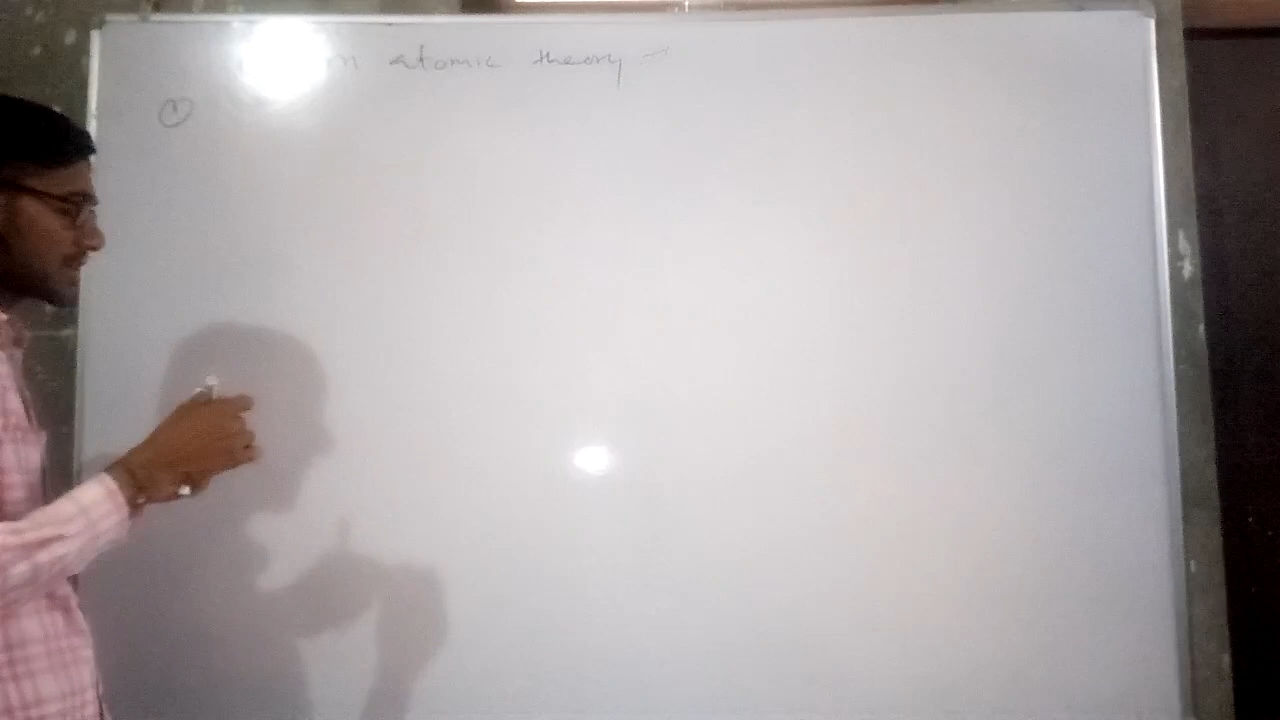 atomic theory -
①